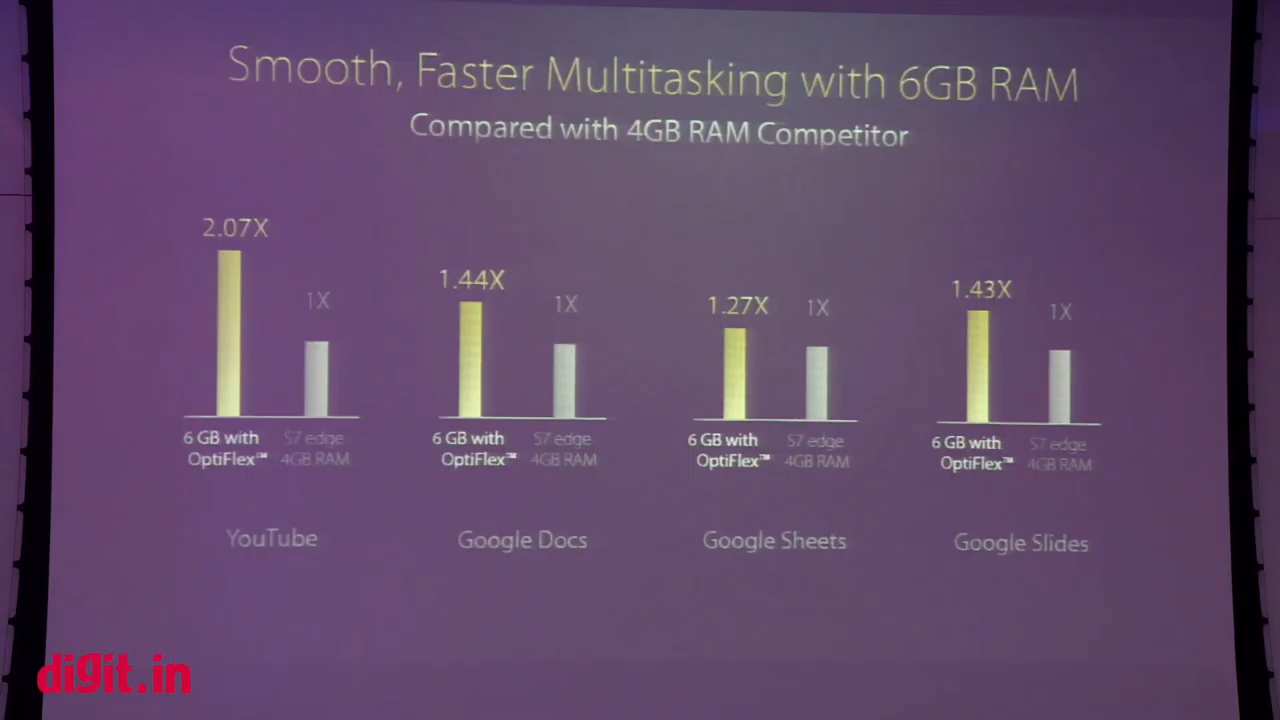 Smooth, Faster Multitasking with 6GB RAM
Compared with 4GB RAM Competitor
2.07X
1X
6 GB with
OptiFlex™
S7 edge
4GB RAM
YouTube
1.44X
1X
6 GB with
OptiFlex™
S7 edge
4GB RAM
Google Docs
1.27X
1X
6 GB with
OptiFlex™
S7 edge
4GB RAM
Google Sheets
1.43X
1X
6 GB with
OptiFlex™
S7 edge
4GB RAM
Google Slides
digit.in